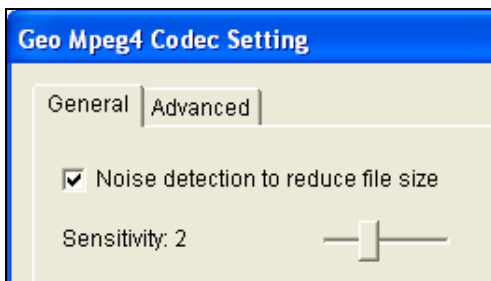 Geo Mpeg4 Codec Setting
General Advanced
Noise detection to reduce file size
Sensitivity: 2